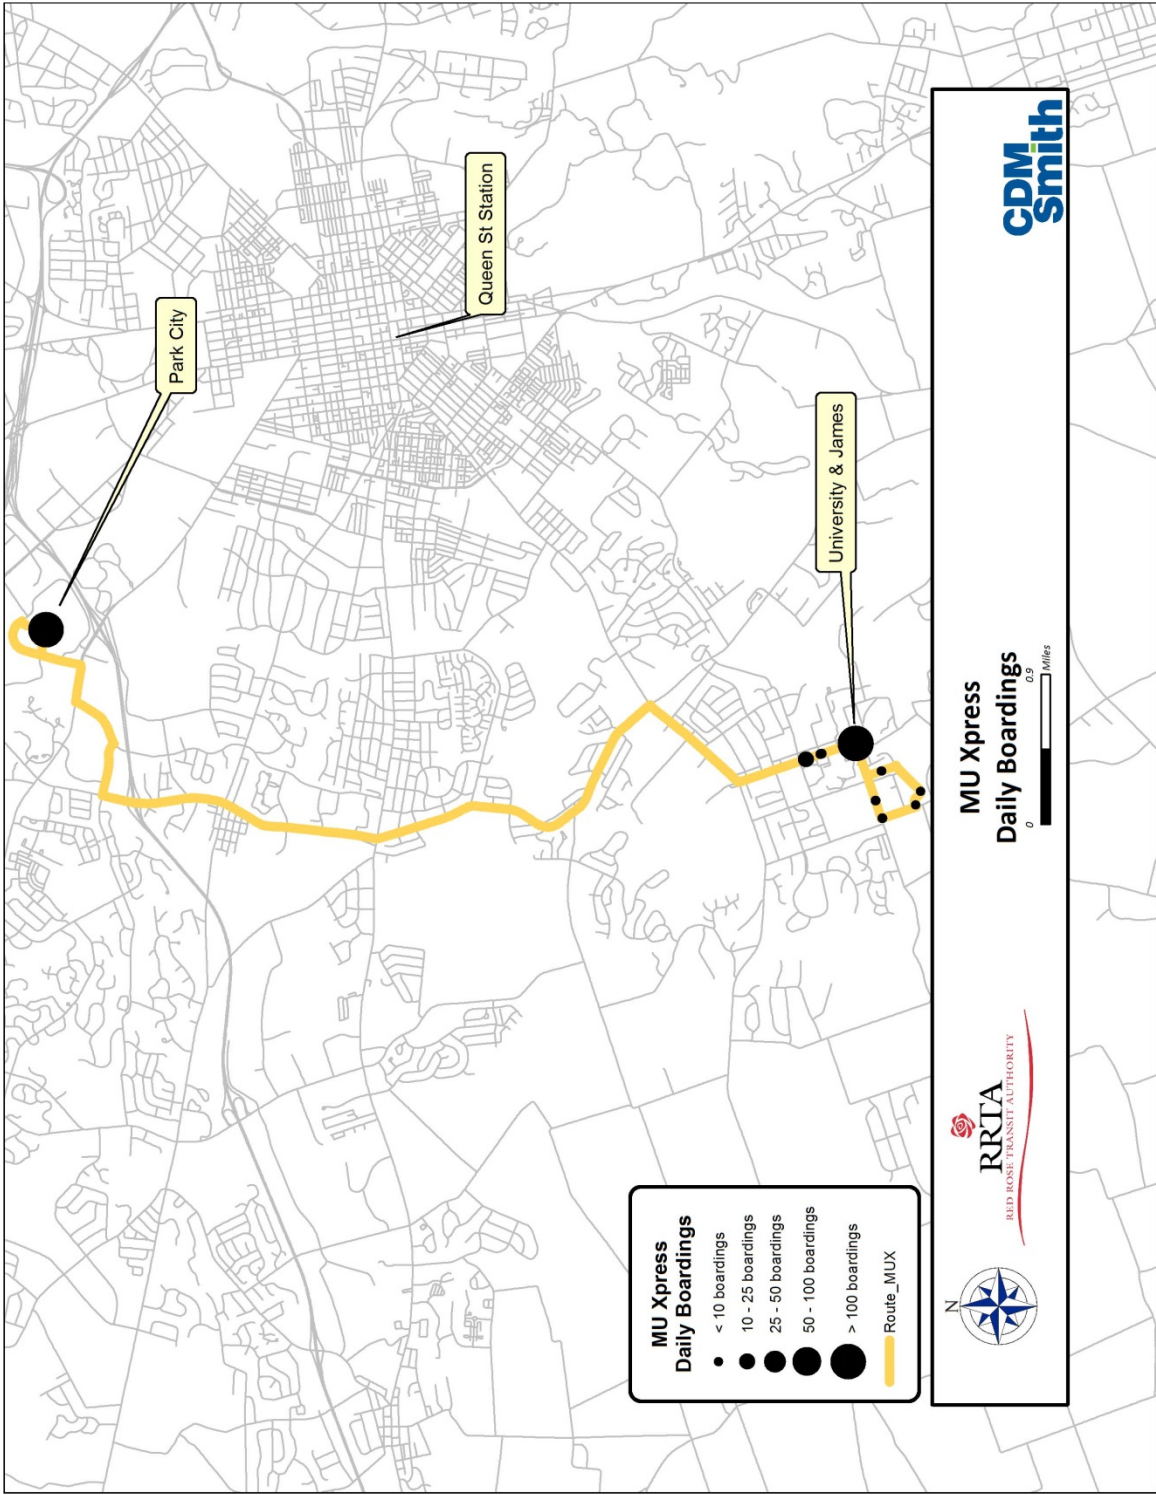 Park City
Queen St Station
University & James
MU Xpress
Daily Boardings
< 10 boardings
10 - 25 boardings
25 - 50 boardings
50 - 100 boardings
> 100 boardings
Route_MUX
N
RRTA
RED ROSE TRANSIT AUTHORITY
MU Xpress
Daily Boardings
0 0.9
Miles
CDM
Smith